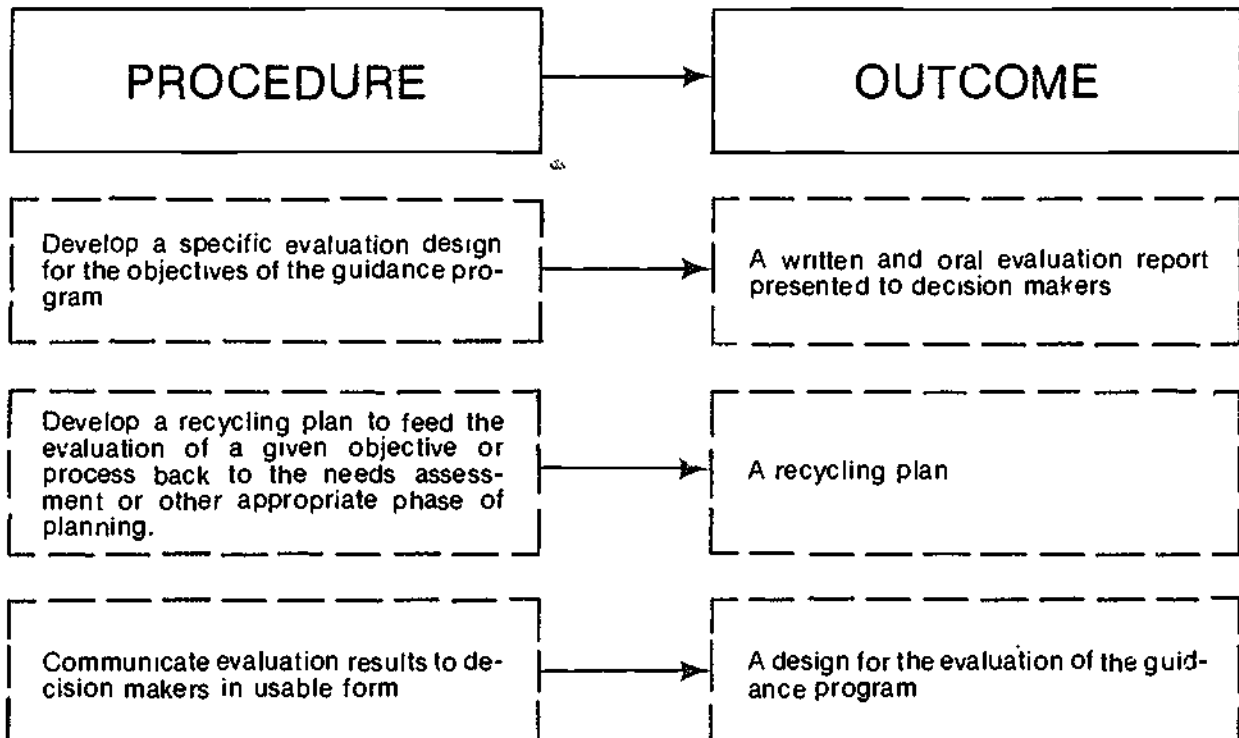 PROCEDURE
OUTCOME
Develop a specific evaluation design
for the objectives of the guidance pro-
gram
A written and oral evaluation report
presented to decision makers
Develop a recycling plan to feed the
evaluation of a given objective or
process back to the needs assess-
ment or other appropriate phase of
planning.
A recycling plan
Communicate evaluation results to de-
cision makers in usable form
A design for the evaluation of the guid-
ance program